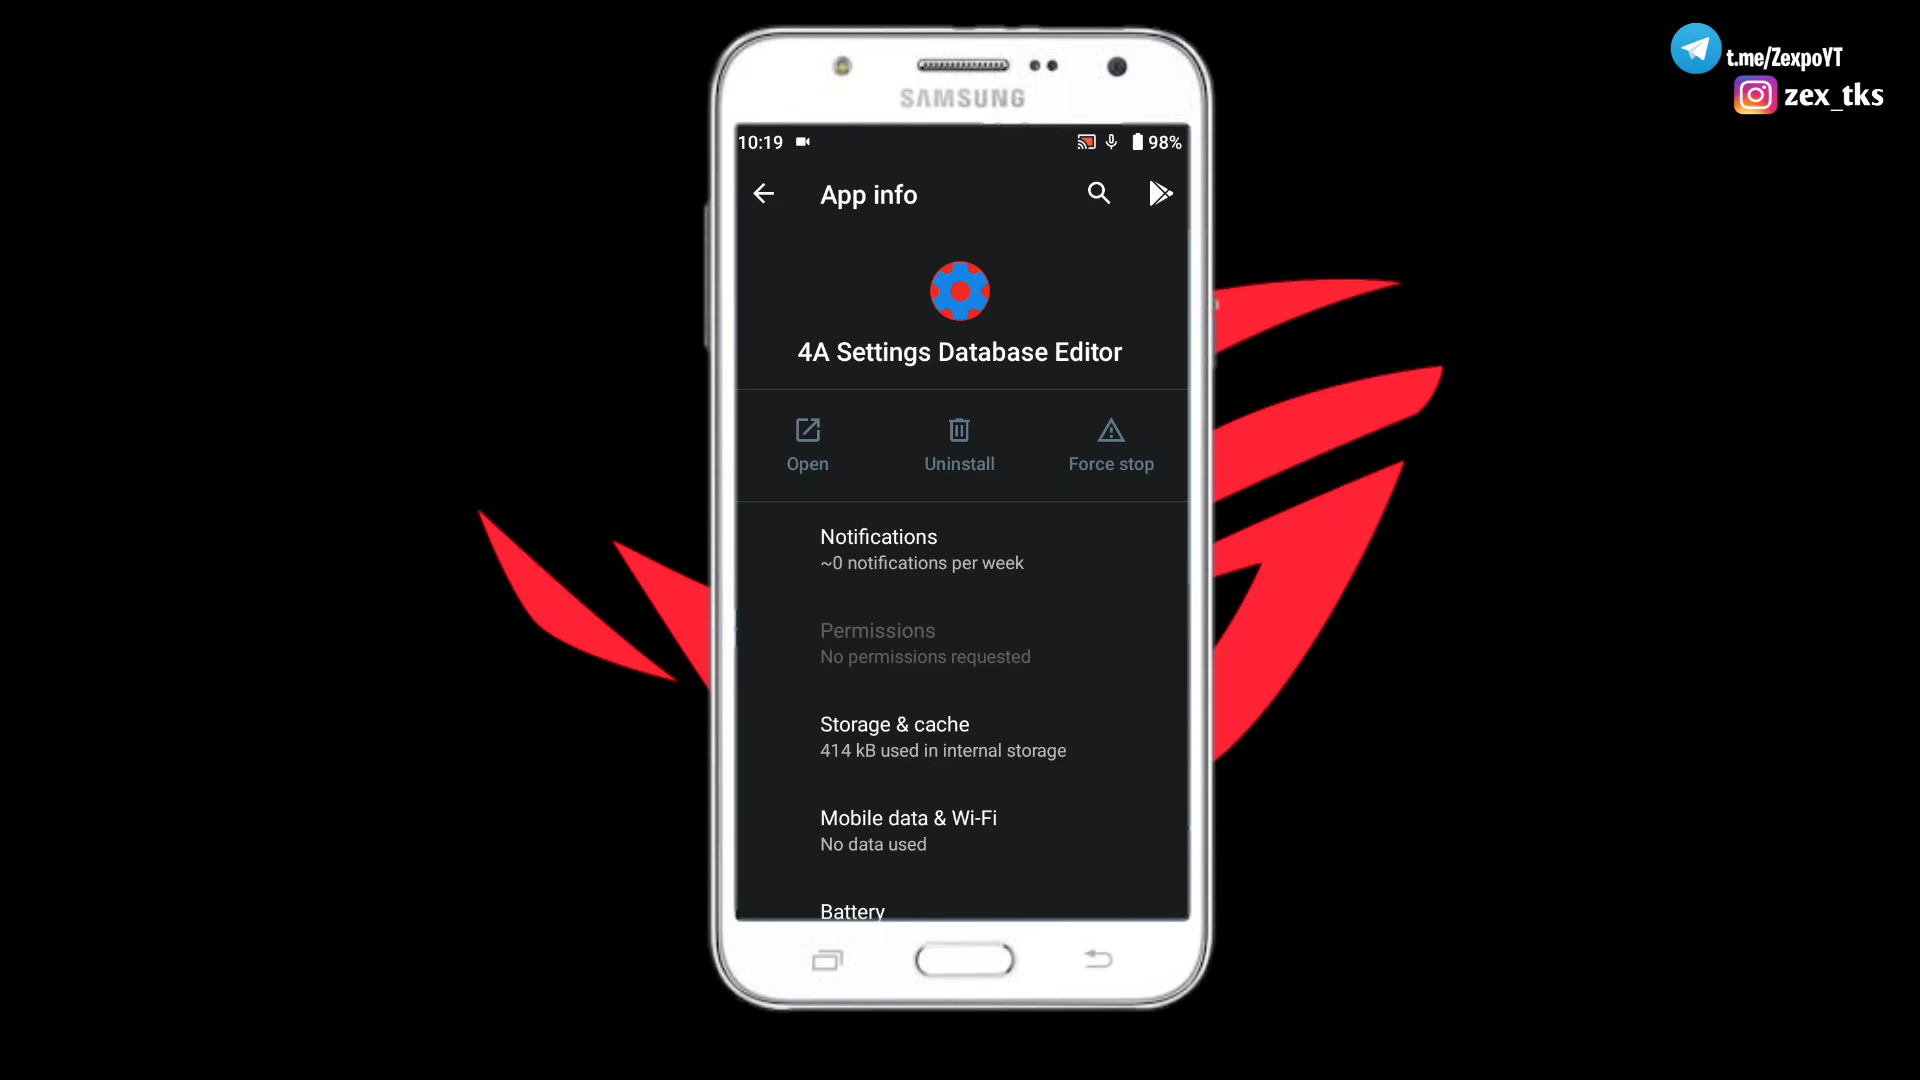 t.me/ZexpoYT
zex_tks
SAMSUNG
10:19
98%
App info
4A Settings Database Editor
Open
Uninstall
Force stop
Notifications
~0 notifications per week
Permissions
No permissions requested
Storage & cache
414 kB used in internal storage
Mobile data & Wi-Fi
No data used
Battery